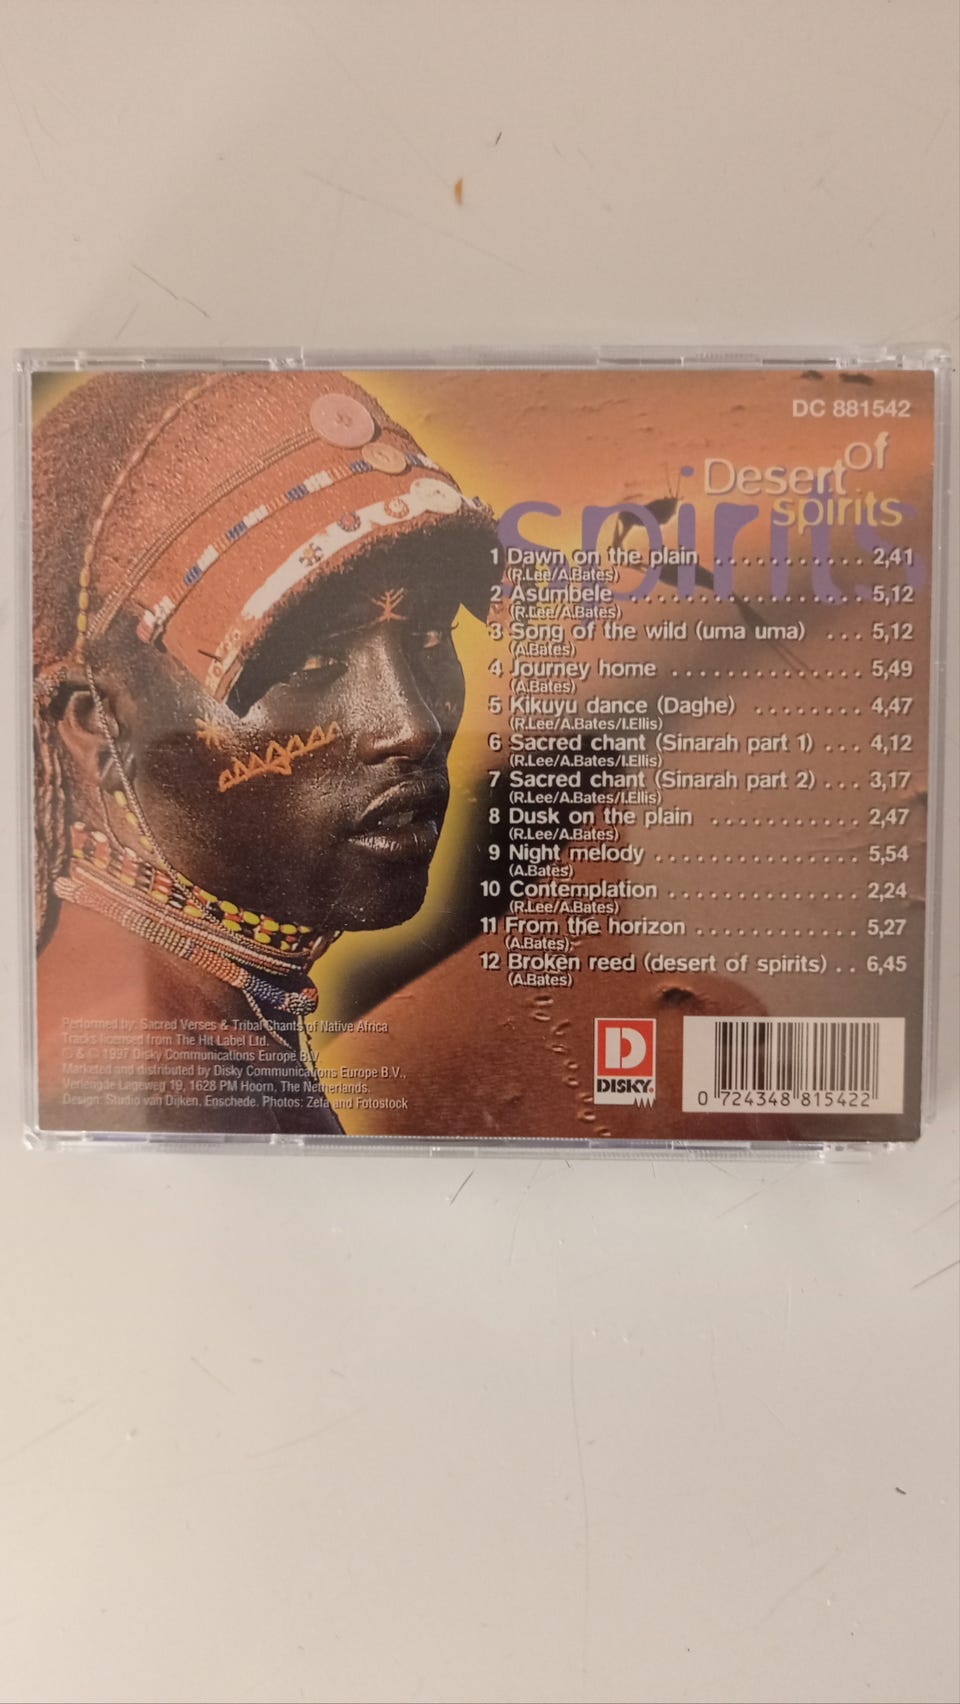 DC 881542
Desert of
spirits
spirits
1 Dawn on the plain ........... 2,41
(R.Lee/A.Bates)
2 Asumbele ................. 5,12
(R.Lee/A.Bates)
3 Song of the wild (uma uma) ... 5,12
(A.Bates)
4 Journey home ............. 5,49
(A.Bates)
5 Kikuyu dance (Daghe) ........ 4,47
(R.Lee/A.Bates/I.Ellis)
6 Sacred chant (Sinarah part 1) ... 4,12
(R.Lee/A.Bates/I.Ellis)
7 Sacred chant (Sinarah part 2) ... 3,17
(R.Lee/A.Bates/I.Ellis)
8 Dusk on the plain ........... 2,47
(R.Lee/A.Bates)
9 Night melody ............... 5,54
(A.Bates)
10 Contemplation .............. 2,24
(R.Lee/A.Bates)
11 From the horizon ............ 5,27
(A.Bates)
12 Broken reed (desert of spirits) .. 6,45
(A.Bates)
Performed by: Sacred Verses & Tribal Chants of Native Africa
Tracks licensed from The Hit Label Ltd.
℗ & © 1997 Disky Communications Europe B.V.
Marketed and distributed by Disky Communications Europe B.V.,
Verlengde Lageweg 19, 1628 PM Hoorn, The Netherlands.
Design: Studio van Dijken, Enschede. Photos: Zefa and Fotostock
D
DISKY.
0 724348 815422